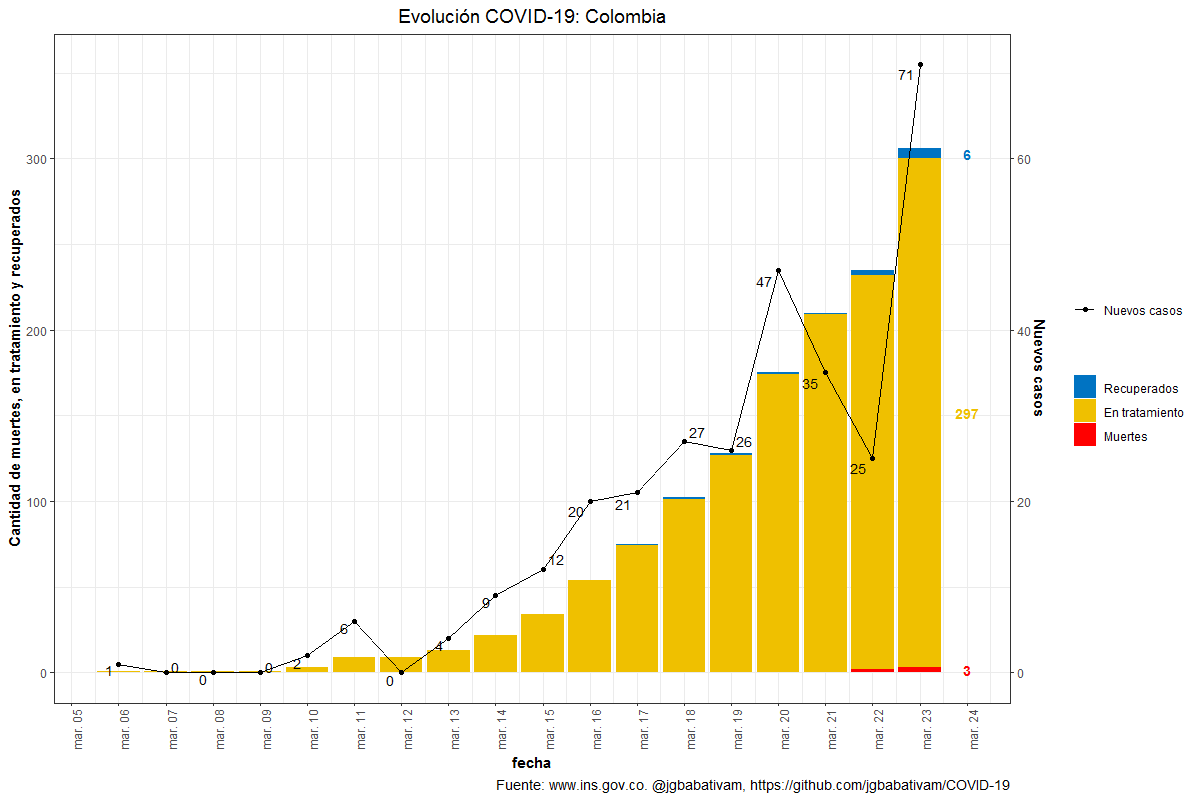 Evolución COVID-19: Colombia
Cantidad de muertes, en tratamiento y recuperados
300
200
100
0
1
0
0
0
2
6
0
4
9
12
20
21
27
26
47
35
25
71
6
297
3
60
40
20
0
Nuevos casos
Nuevos casos
Recuperados
En tratamiento
Muertes
mar. 05
mar. 06
mar. 07
mar. 08
mar. 09
mar. 10
mar. 11
mar. 12
mar. 13
mar. 14
mar. 15
mar. 16
mar. 17
mar. 18
mar. 19
mar. 20
mar. 21
mar. 22
mar. 23
mar. 24
fecha
Fuente: www.ins.gov.co. @jgbabativam, https://github.com/jgbabativam/COVID-19